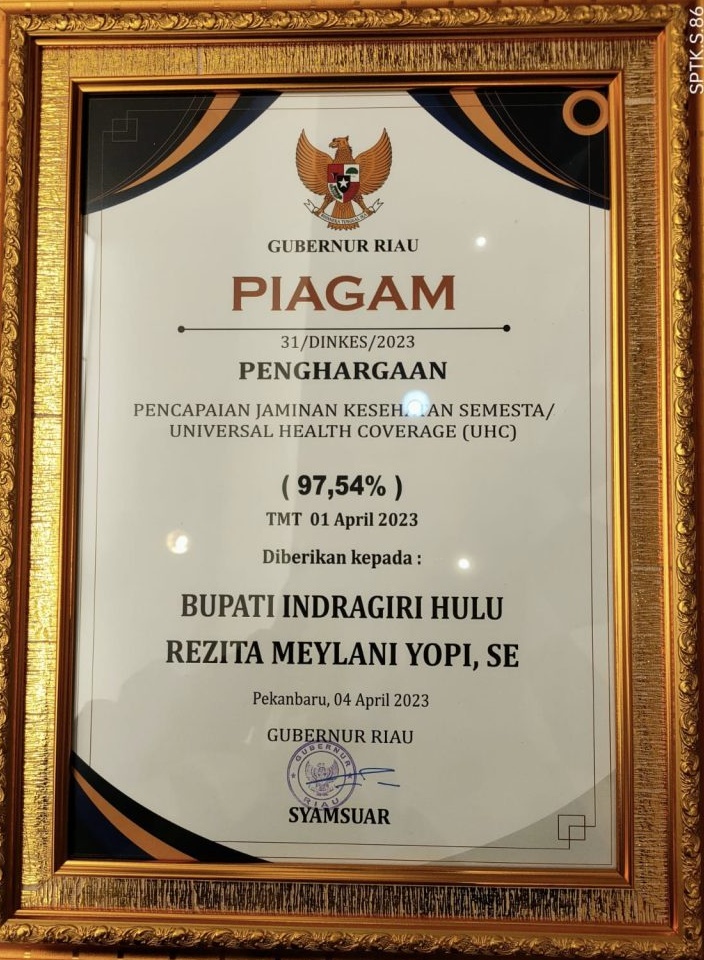 SPTK.S.86
GUBERNUR RIAU
PIAGAM
31/DINKES/2023
PENGHARGAAN
PENCAPAIAN JAMINAN KESEHATAN SEMESTA/
UNIVERSAL HEALTH COVERAGE (UHC)
( 97,54% )
TMT 01 April 2023
Diberikan kepada :
BUPATI INDRAGIRI HULU
REZITA MEYLANI YOPI, SE
Pekanbaru, 04 April 2023
GUBERNUR RIAU
GUBERNUR
RIAU
SYAMSUAR